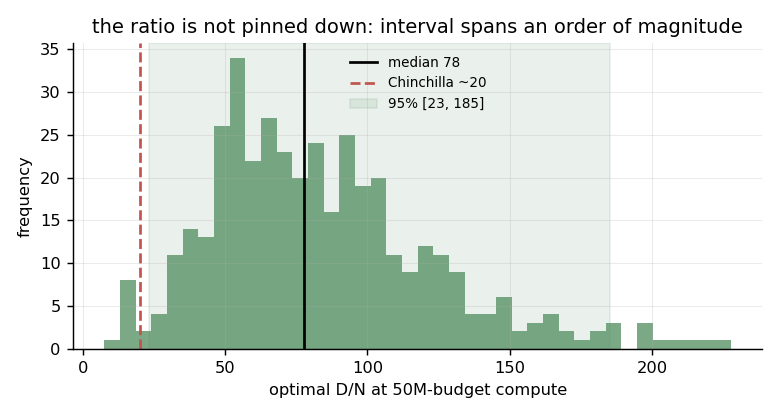 the ratio is not pinned down: interval spans an order of magnitude
median 78
Chinchilla ~20
95% [23, 185]
frequency
35
30
25
20
15
10
5
0
0 50 100 150 200
optimal D/N at 50M-budget compute